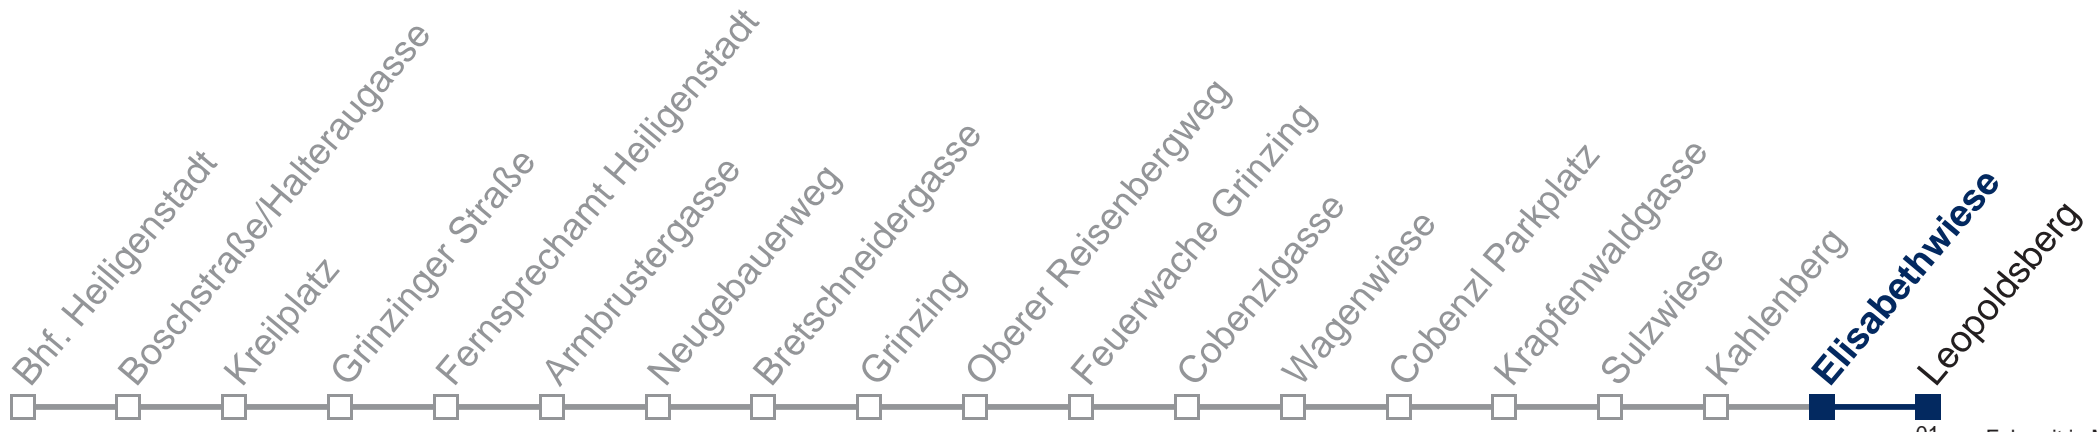 Bhf. Heiligenstadt
Boschstraße/Halteraugasse
Kreilplatz
Grinzinger Straße
Fernsprechamt Heiligenstadt
Armbrustergasse
Neugebauerweg
Bretschneidergasse
Grinzing
Oberer Reisenbergweg
Feuerwache Grinzing
Cobenzlgasse
Wagenwiese
Cobenzl Parkplatz
Krapfenwaldgasse
Sulzwiese
Kahlenberg
Elisabethwiese
Leopoldsberg
01